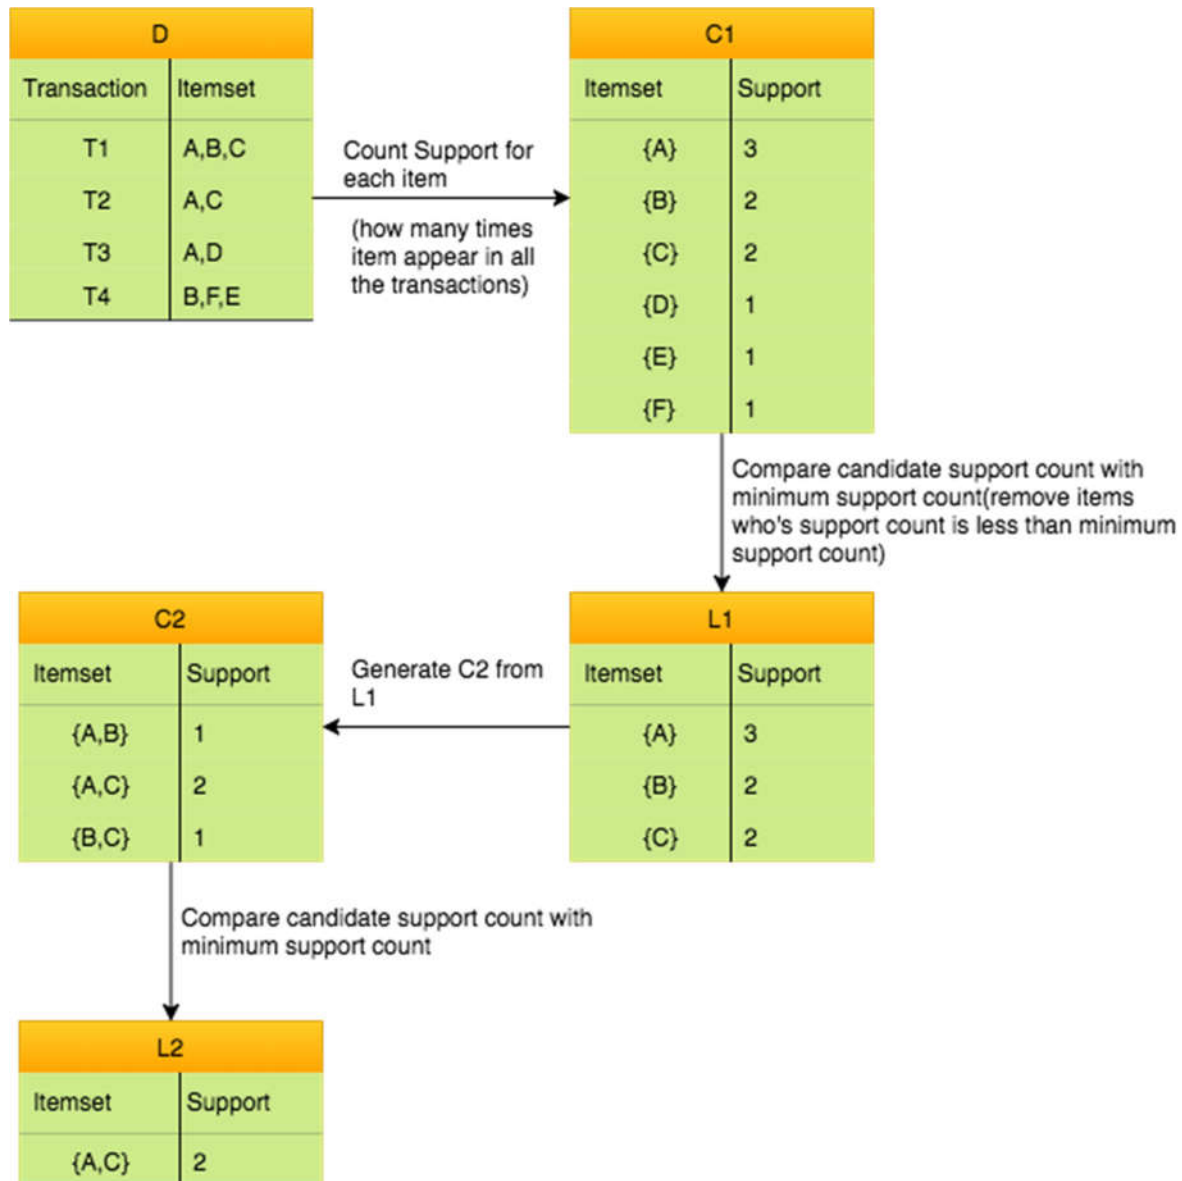 D
Transaction Itemset
T1 A,B,C
T2 A,C
T3 A,D
T4 B,F,E
Count Support for
each item
(how many times
item appear in all
the transactions)
C1
Itemset Support
{A} 3
{B} 2
{C} 2
{D} 1
{E} 1
{F} 1
Compare candidate support count with
minimum support count(remove items
who's support count is less than minimum
support count)
L1
Itemset Support
{A} 3
{B} 2
{C} 2
Generate C2 from
L1
C2
Itemset Support
{A,B} 1
{A,C} 2
{B,C} 1
Compare candidate support count with
minimum support count
L2
Itemset Support
{A,C} 2